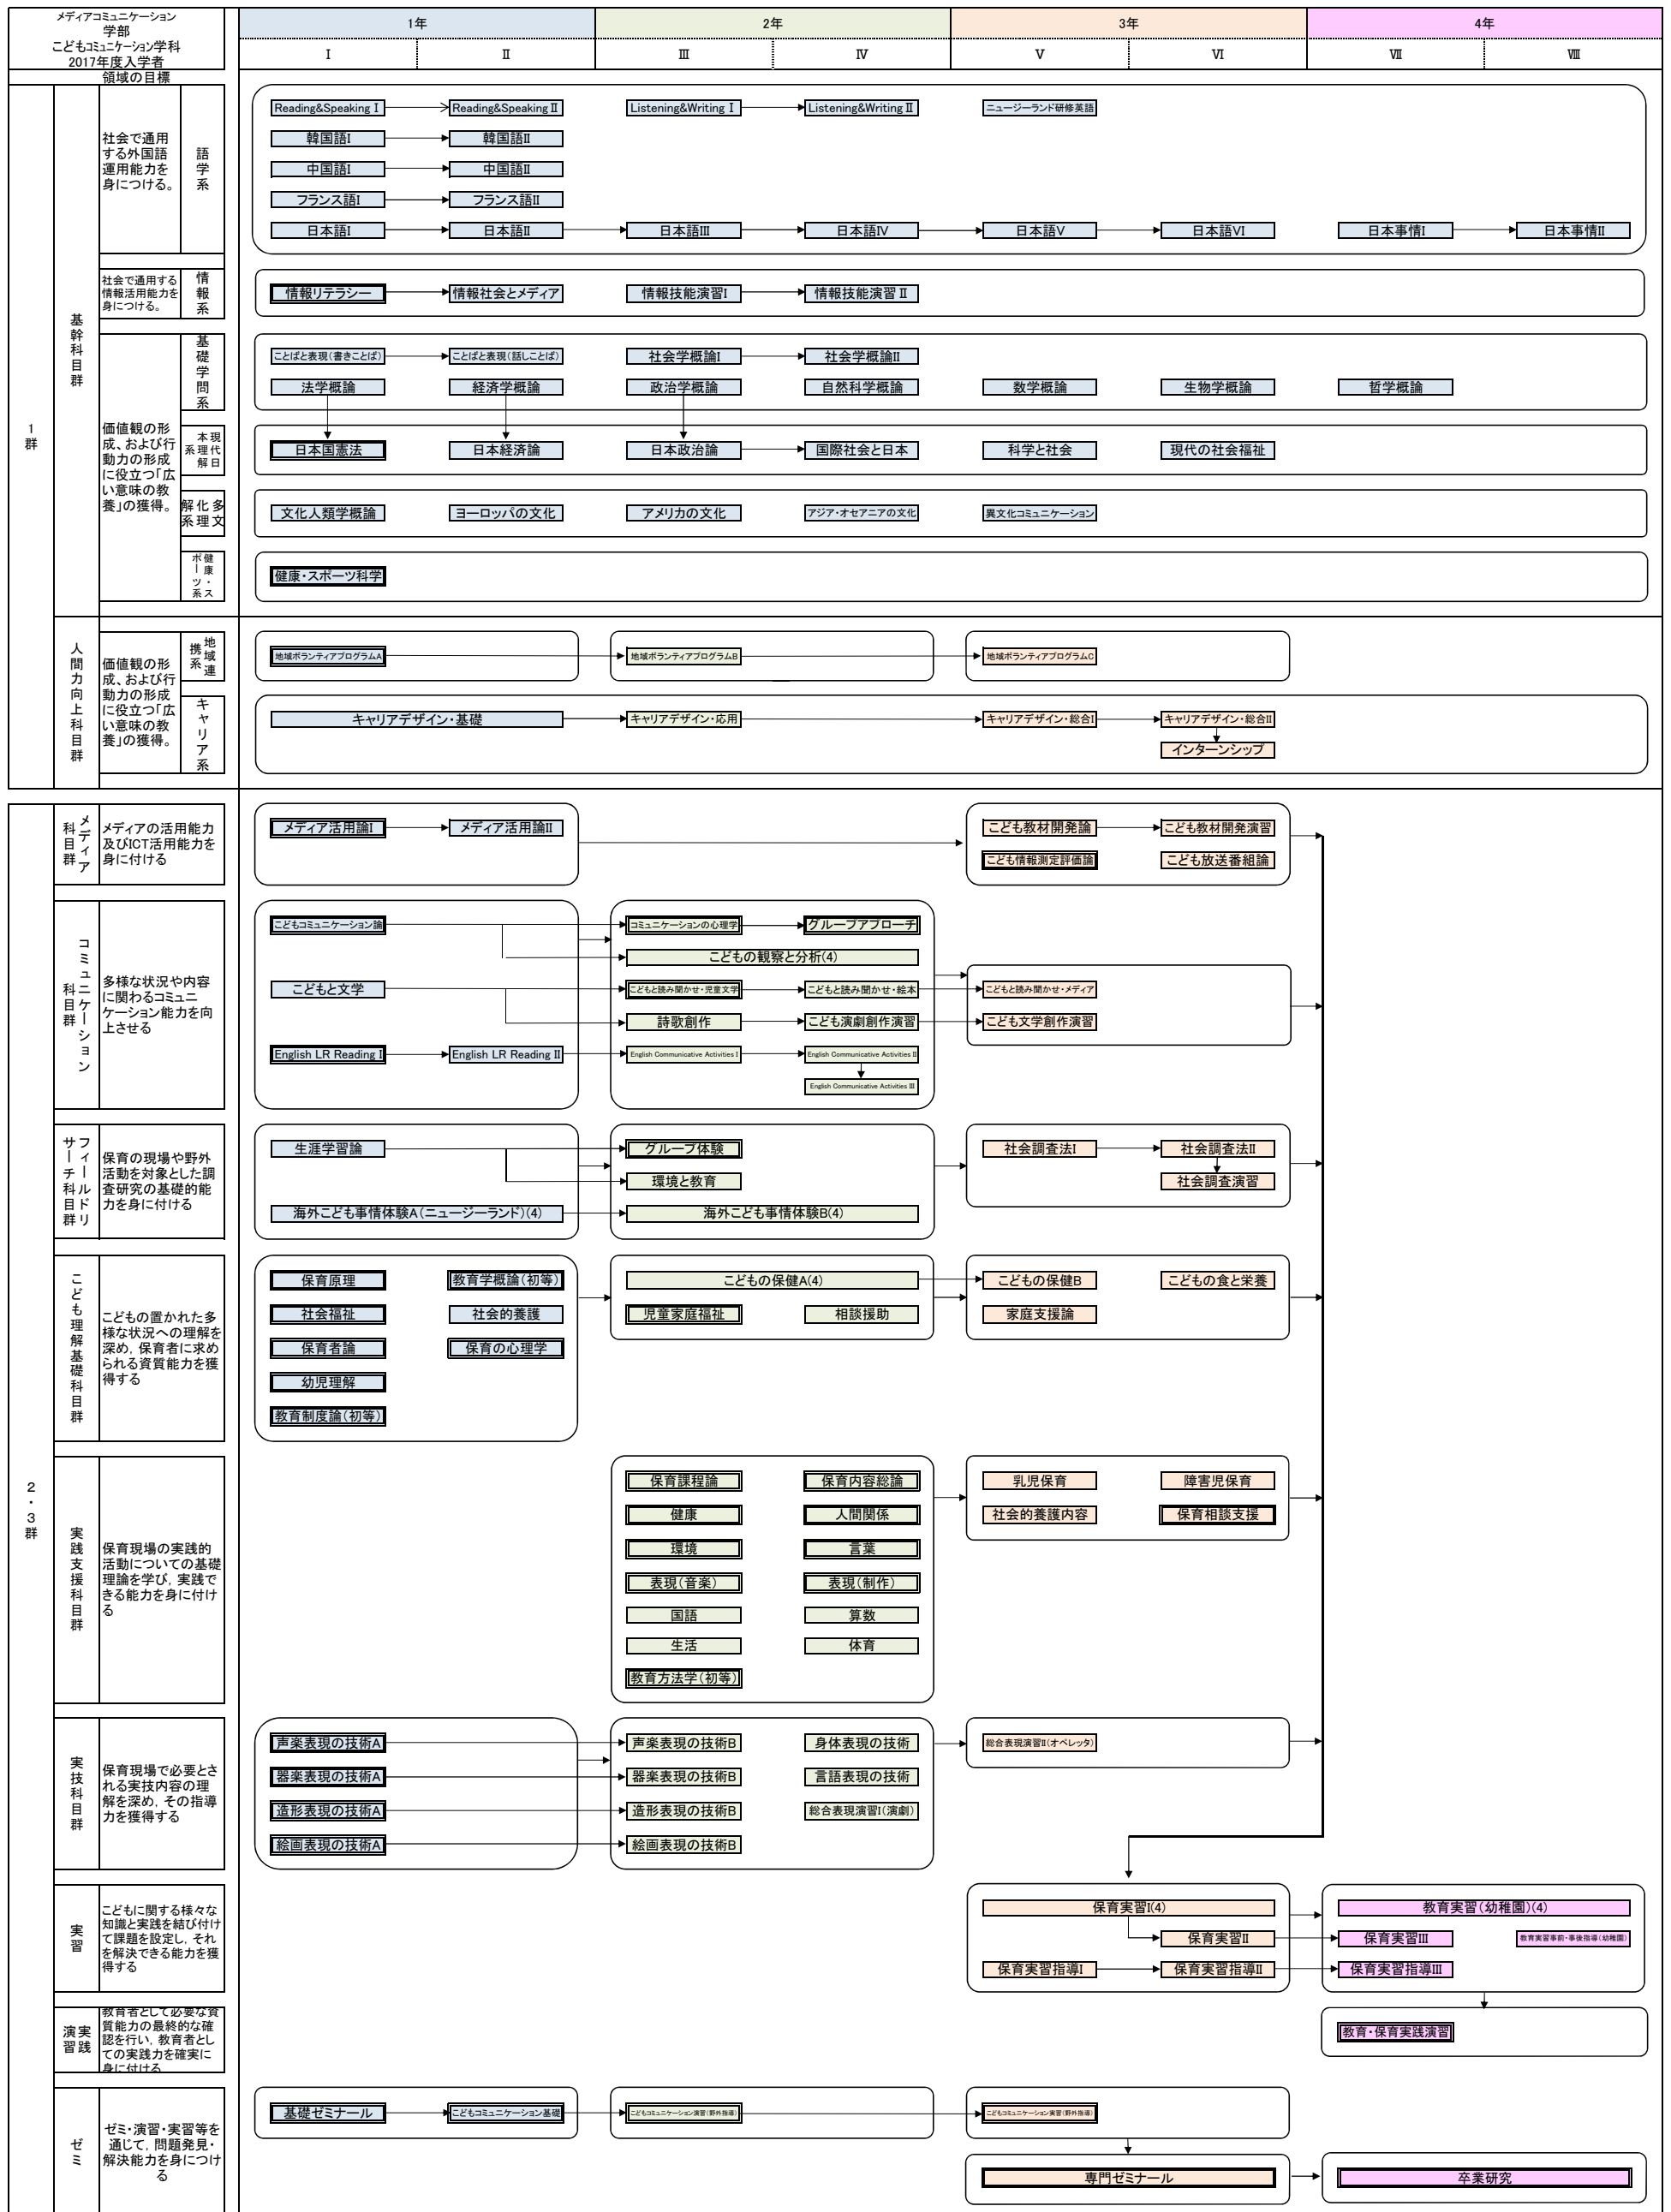 メディアコミュニケーション
学部
こどもコミュニケーション学科
2017年度入学者
1年
2年
3年
4年
Ⅰ
Ⅱ
Ⅲ
Ⅳ
Ⅴ
Ⅵ
Ⅶ
Ⅷ
領域の目標
1群
基幹科目群
社会で通用
する外国語
運用能力を
身につける。
語学系
Reading&Speaking Ⅰ
Reading&Speaking Ⅱ
Listening&Writing Ⅰ
Listening&Writing Ⅱ
ニュージーランド研修英語
韓国語I
韓国語II
中国語I
中国語II
フランス語I
フランス語II
日本語I
日本語II
日本語III
日本語IV
日本語V
日本語VI
日本事情I
日本事情II
社会で通用する
情報活用能力を
身につける。
情報系
情報リテラシー
情報社会とメディア
情報技能演習I
情報技能演習Ⅱ
価値観の形
成、および行
動力の形成
に役立つ「広
い意味の教
養」の獲得。
基礎学問系
ことばと表現(書きことば)
ことばと表現(話しことば)
社会学概論I
社会学概論II
法学概論
経済学概論
政治学概論
自然科学概論
数学概論
生物学概論
哲学概論
現代日本理解系
日本国憲法
日本経済論
日本政治論
国際社会と日本
科学と社会
現代の社会福祉
多文化理解系
文化人類学概論
ヨーロッパの文化
アメリカの文化
アジア・オセアニアの文化
異文化コミュニケーション
健康・スポーツ系
健康・スポーツ科学
人間力向上科目群
価値観の形
成、および行
動力の形成
に役立つ「広
い意味の教
養」の獲得。
地域連携系
地域ボランティアプログラムA
地域ボランティアプログラムB
地域ボランティアプログラムC
キャリア系
キャリアデザイン・基礎
キャリアデザイン・応用
キャリアデザイン・総合I
キャリアデザイン・総合II
インターンシップ
2・3群
メディア科目群
メディアの活用能力
及びICT活用能力を
身に付ける
メディア活用論I
メディア活用論II
こども教材開発論
こども教材開発演習
こども情報測定評価論
こども放送番組論
コミュニケーション科目群
多様な状況や内容
に関わるコミュニ
ケーション能力を向
上させる
こどもコミュニケーション論
コミュニケーションの心理学
グループアプローチ
こどもの観察と分析(4)
こどもと文学
こどもと読み聞かせ・児童文学
こどもと読み聞かせ・絵本
こどもと読み聞かせ・メディア
詩歌創作
こども演劇創作演習
こども文学創作演習
English LR Reading I
English LR Reading II
English Communicative Activities I
English Communicative Activities II
English Communicative Activities III
フィールドリサーチ科目群
保育の現場や野外
活動を対象とした調
査研究の基礎的能
力を身に付ける
生涯学習論
グループ体験
社会調査法I
社会調査法II
環境と教育
社会調査演習
海外こども事情体験A(ニュージーランド)(4)
海外こども事情体験B(4)
こども理解基礎科目群
こどもの置かれた多
様な状況への理解を
深め、保育者に求め
られる資質能力を獲
得する
保育原理
教育学概論(初等)
こどもの保健A(4)
こどもの保健B
こどもの食と栄養
社会福祉
社会的養護
児童家庭福祉
相談援助
家庭支援論
保育者論
保育の心理学
幼児理解
教育制度論(初等)
実践支援科目群
保育現場の実践的
活動についての基礎
理論を学び、実践で
きる能力を身に付け
る
保育課程論
保育内容総論
乳児保育
障害児保育
健康
人間関係
社会的養護内容
保育相談支援
環境
言葉
表現(音楽)
表現(制作)
国語
算数
生活
体育
教育方法学(初等)
実技科目群
保育現場で必要とさ
れる実技内容の理
解を深め、その指導
力を獲得する
声楽表現の技術A
声楽表現の技術B
身体表現の技術
総合表現演習II(オペレッタ)
器楽表現の技術A
器楽表現の技術B
言語表現の技術
造形表現の技術A
造形表現の技術B
総合表現演習I(演劇)
絵画表現の技術A
絵画表現の技術B
実習
こどもに関する様々な
知識と実践を結び付け
て課題を設定し、それ
を解決できる能力を獲
得する
保育実習I(4)
教育実習(幼稚園)(4)
保育実習II
保育実習III
教育実習事前・事後指導(幼稚園)
保育実習指導I
保育実習指導II
保育実習指導III
実践演習
教育者として必要な資
質能力の最終的な確
認を行い、教育者とし
ての実践力を確実に
身に付ける
教育・保育実践演習
ゼミ
ゼミ・演習・実習等を
通じて、問題発見・
解決能力を身につけ
る
基礎ゼミナール
こどもコミュニケーション基礎
こどもコミュニケーション演習(野外指導)
こどもコミュニケーション実習(野外指導)
専門ゼミナール
卒業研究